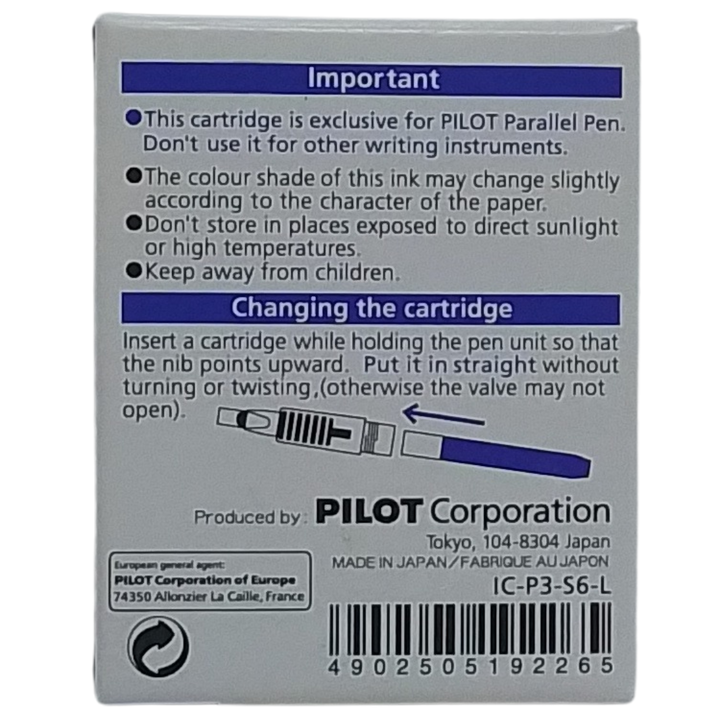 Important
●This cartridge is exclusive for PILOT Parallel Pen.
Don't use it for other writing instruments.
●The colour shade of this ink may change slightly
according to the character of the paper.
●Don't store in places exposed to direct sunlight
or high temperatures.
●Keep away from children.
Changing the cartridge
Insert a cartridge while holding the pen unit so that
the nib points upward. Put it in straight without
turning or twisting,(otherwise the valve may not
open).
Produced by: PILOT Corporation
Tokyo, 104-8304 Japan
MADE IN JAPAN/FABRIQUE AU JAPON
IC-P3-S6-L
European general agent:
PILOT Corporation of Europe
74350 Allonzier La Caille, France
4902505192265